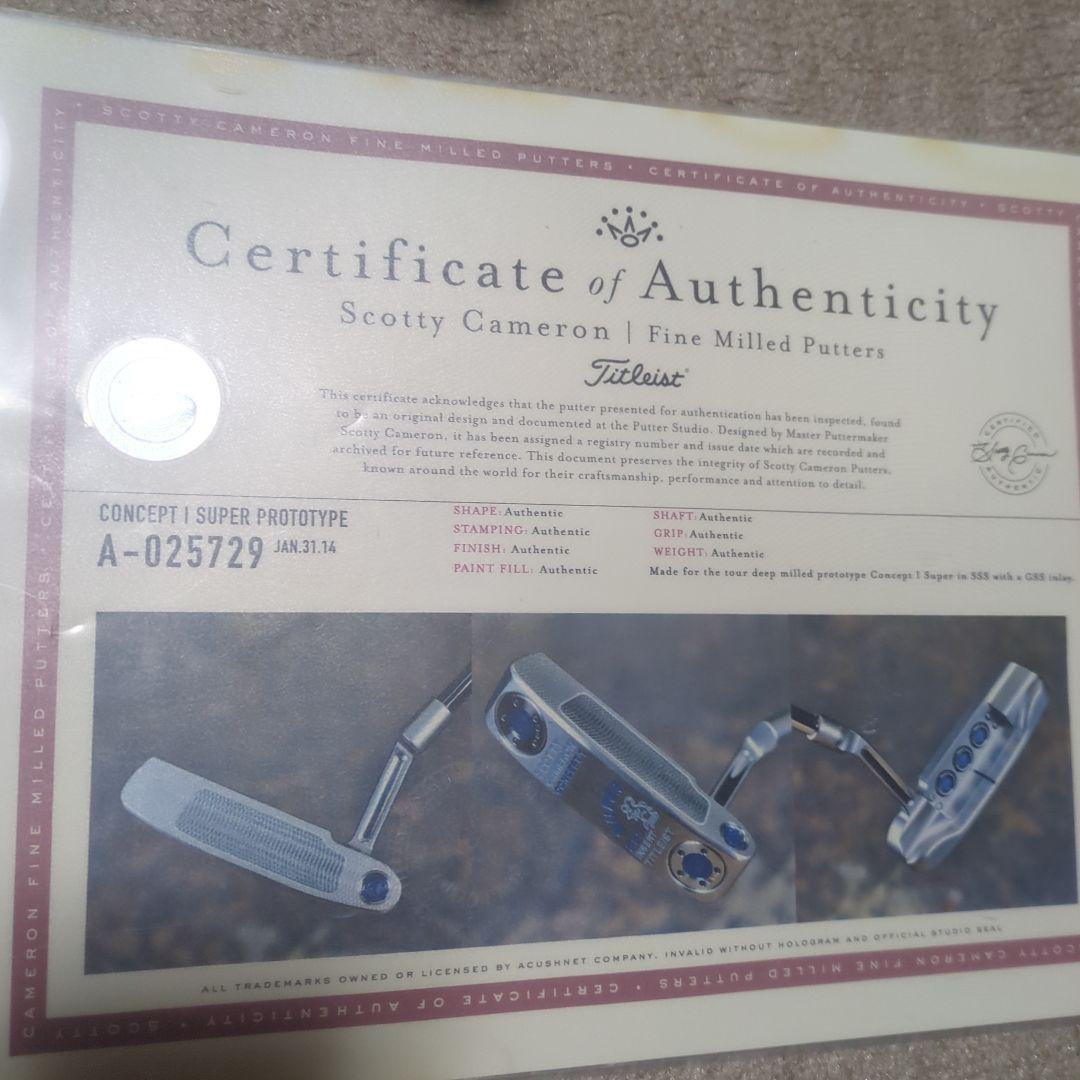 SCOTTY CAMERON FINE MILLED PUTTERS • CERTIFICATE OF AUTHENTICITY • SCOTTY
Certificate of Authenticity
Scotty Cameron | Fine Milled Putters
Titleist
This certificate acknowledges that the putter presented for authentication has been inspected, found
to be an original design and documented at the Putter Studio. Designed by Master Puttermaker
Scotty Cameron, it has been assigned a registry number and issue date which are recorded and
archived for future reference. This document preserves the integrity of Scotty Cameron Putters,
known around the world for their craftsmanship, performance and attention to detail.
CERTIFIED
AUTHENTIC
CONCEPT I SUPER PROTOTYPE
A-025729 JAN.31.14
SHAPE: Authentic
STAMPING: Authentic
FINISH: Authentic
PAINT FILL: Authentic
SHAFT: Authentic
GRIP: Authentic
WEIGHT: Authentic
Made for the tour deep milled prototype Concept I Super in SSS with a GSS inlay.
TITLEIST
ALL TRADEMARKS OWNED OR LICENSED BY ACUSHNET COMPANY. INVALID WITHOUT HOLOGRAM AND OFFICIAL STUDIO SEAL
CAMERON FINE MILLED PUTTERS
OF AUTHENTICITY
COTTY CAMERON FINE MILLED PUTTERS • CERTIFICATE OF AUTHENTICITY • SCOTTY